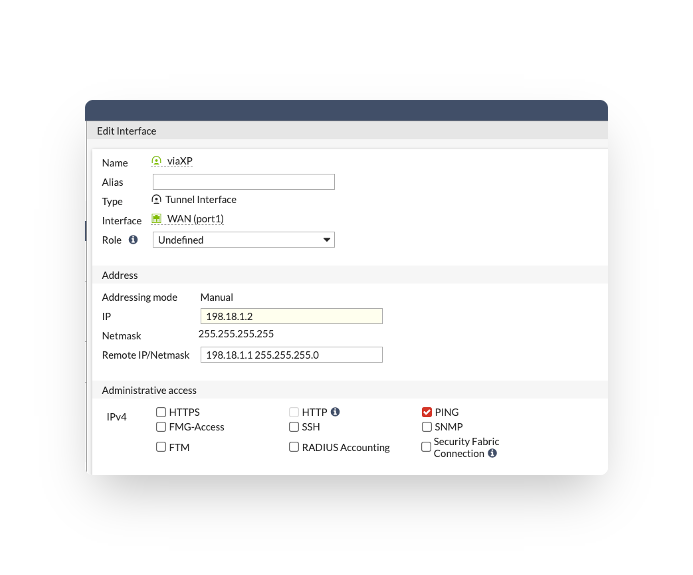 Edit Interface
Name viaXP
Alias
Type Tunnel Interface
Interface WAN (port1)
Role Undefined
Address
Addressing mode Manual
IP 198.18.1.2
Netmask 255.255.255.255
Remote IP/Netmask 198.18.1.1 255.255.255.0
Administrative access
IPv4 HTTPS HTTP PING
FMG-Access SSH SNMP
FTM RADIUS Accounting Security Fabric
Connection